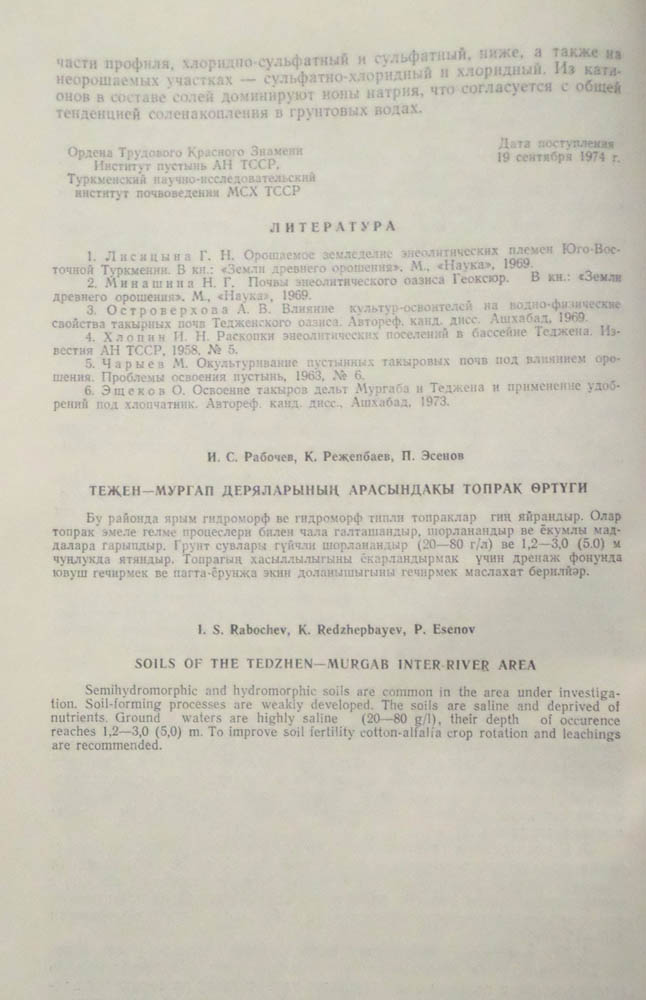 части профиля, хлоридно-сульфатный и сульфатный, ниже, а также на
неорошаемых участках — сульфатно-хлоридный и хлоридный. Из кати-
онов в составе солей доминируют ионы натрия, что согласуется с общей
тенденцией соленакопления в грунтовых водах.
Ордена Трудового Красного Знамени
Институт пустынь АН ТССР,
Туркменский научно-исследовательский
институт почвоведения МСХ ТССР
Дата поступления
19 сентября 1974 г.
ЛИТЕРАТУРА
1. Лисицына Г. Н. Орошаемое земледелие энеолитических племен Юго-Вос-
точной Туркмении. В кн.: «Земли древнего орошения». М., «Наука», 1969.
2. Минашина Н. Г. Почвы энеолитического оазиса Геоксюр. В кн.: «Земли
древнего орошения». М., «Наука», 1969.
3. Островерхова А. В. Влияние культур-освоителей на водно-физические
свойства такырных почв Тедженского оазиса. Автореф. канд. дисс. Ашхабад, 1969.
4. Хлопин И. Н. Раскопки энеолитических поселений в бассейне Теджена. Из-
вестия АН ТССР, 1958, № 5.
5. Чарыев М. Окультуривание пустынных такыровых почв под влиянием оро-
шения. Проблемы освоения пустынь, 1963, № 6.
6. Эщеков О. Освоение такыров дельт Мургаба и Теджена и применение удоб-
рений под хлопчатник. Автореф. канд. дисс., Ашхабад, 1973.
И. С. Рабочев, К. Реҗепбаев, П. Эсенов
ТЕҖЕН—МУРГАП ДЕРЯЛАРЫНЫҢ АРАСЫНДАКЫ ТОПРАК ӨРТҮГИ
Бу районда ярым гидроморф ве гидроморф типли топраклар гиң яйрандыр. Олар
топрак эмеле гелме процеслери билен чала галташандыр, шорланандыр ве ёкумлы мад-
далара гарыпдыр. Грунт сувлары гүйчли шорланандыр (20—80 г/л) ве 1,2—3,0 (5.0) м
чуңлукда ятяндыр. Топрагың хасыллылыгыны ёкарландырмак үчин дренаж фонунда
ювуш гечирмек ве пагта-ёрунҗа экин доланышыгыны гечирмек маслахат берилйәр.
I. S. Rabochev, K. Redzhepbayev, P. Esenov
SOILS OF THE TEDZHEN—MURGAB INTER-RIVER AREA
Semihydromorphic and hydromorphic soils are common in the area under investiga-
tion. Soil-forming processes are weakly developed. The soils are saline and deprived of
nutrients. Ground waters are highly saline (20—80 g/l), their depth of occurence
reaches 1,2—3,0 (5,0) m. To improve soil fertility cotton-alfalfa crop rotation and leachings
are recommended.